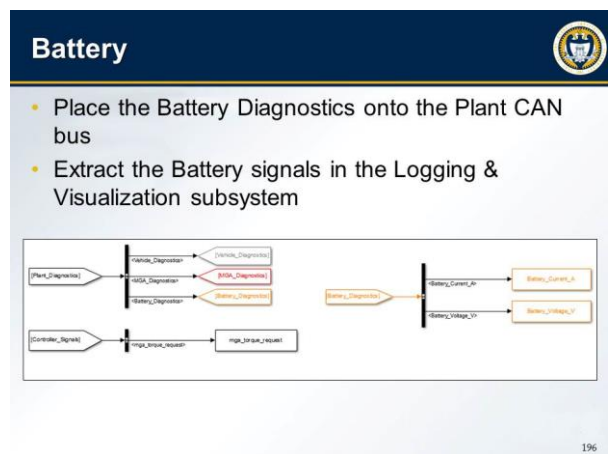 Battery
• Place the Battery Diagnostics onto the Plant CAN
bus
• Extract the Battery signals in the Logging &
Visualization subsystem
[Plant_Diagnostics]
<Vehicle_Diagnostics>
[Vehicle_Diagnostics]
<MGA_Diagnostics>
[MGA_Diagnostics]
<Battery_Diagnostics>
[Battery_Diagnostics]
[Controller_Signals]
<mga_torque_request>
mga_torque_request
[Battery_Diagnostics]
<Battery_Current_A>
Battery_Current_A
<Battery_Voltage_V>
Battery_Voltage_V
196